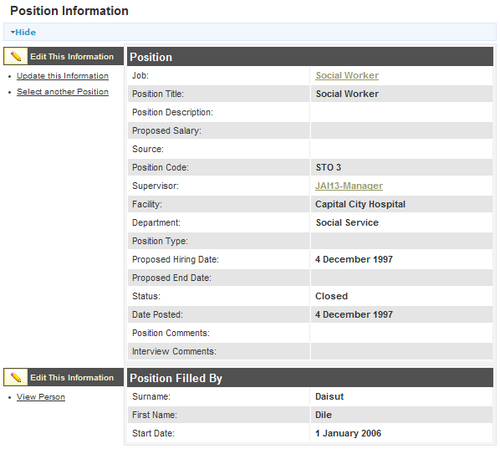 Position Information
Hide
Edit This Information
Update this Information
Select another Position
Position
Job: Social Worker
Position Title: Social Worker
Position Description:
Proposed Salary:
Source:
Position Code: STO 3
Supervisor: JAI13-Manager
Facility: Capital City Hospital
Department: Social Service
Position Type:
Proposed Hiring Date: 4 December 1997
Proposed End Date:
Status: Closed
Date Posted: 4 December 1997
Position Comments:
Interview Comments:
Edit This Information
View Person
Position Filled By
Surname: Daisut
First Name: Dile
Start Date: 1 January 2006